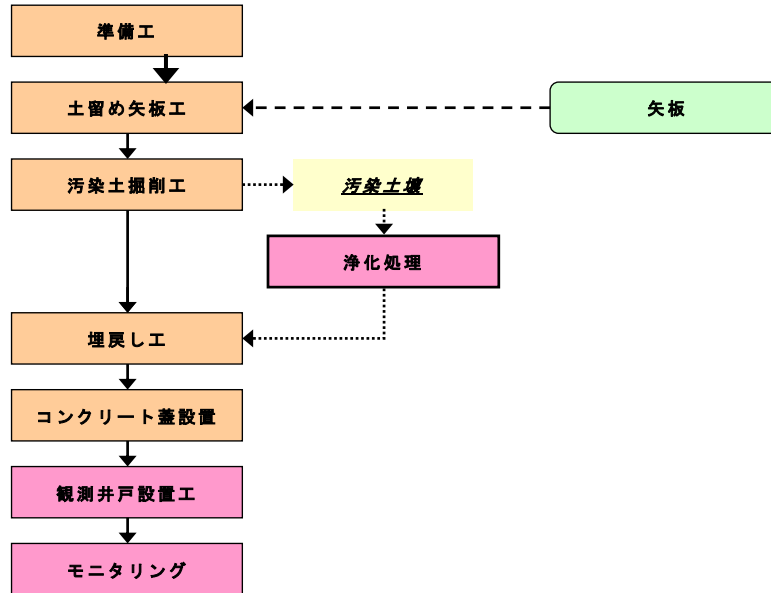 準備工
土留め矢板工
矢板
汚染土掘削工
汚染土壌
浄化処理
埋戻し工
コンクリート蓋設置
観測井戸設置工
モニタリング